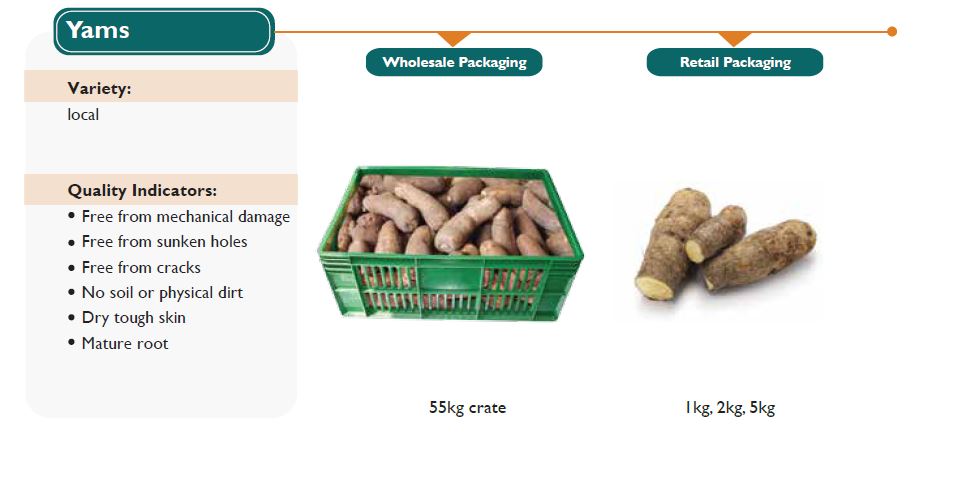 Yams
Wholesale Packaging
Retail Packaging
Variety:
local
Quality Indicators:
• Free from mechanical damage
• Free from sunken holes
• Free from cracks
• No soil or physical dirt
• Dry tough skin
• Mature root
55kg crate
1kg, 2kg, 5kg